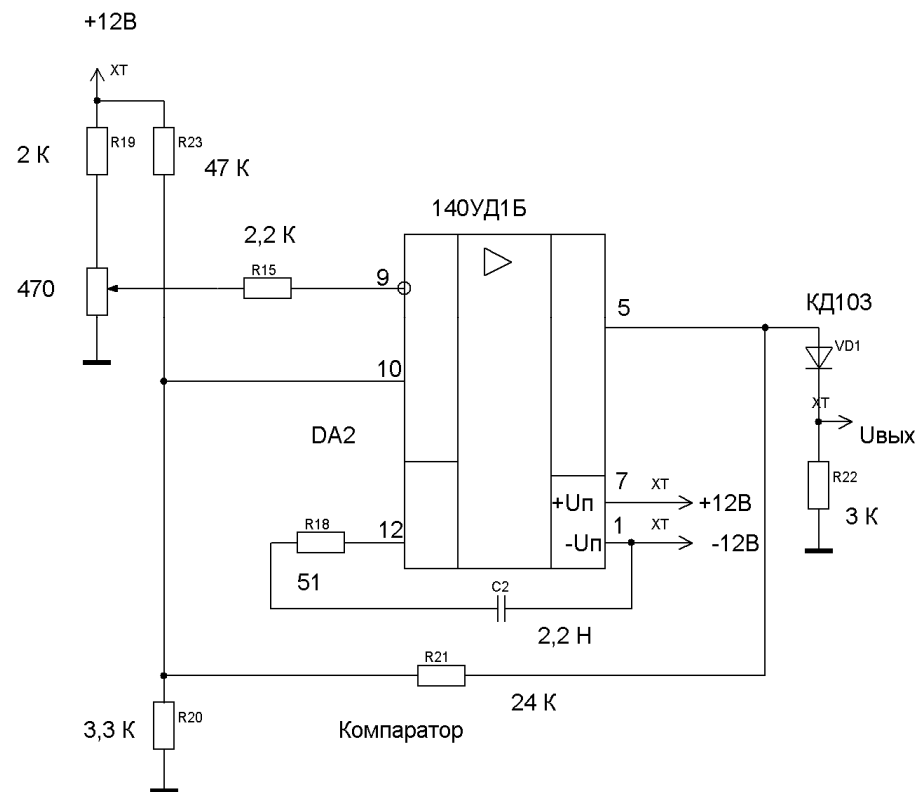 +12В
XT
R19
R23
2 К
47 К
140УД1Б
2,2 К
R15
9
470
5
КД103
VD1
10
XT
Uвых
DA2
R22
3 К
7
XT
+Uп
+12В
R18
12
1
XT
-Uп
-12В
51
C2
2,2 Н
R21
24 К
3,3 К
R20
Компаратор